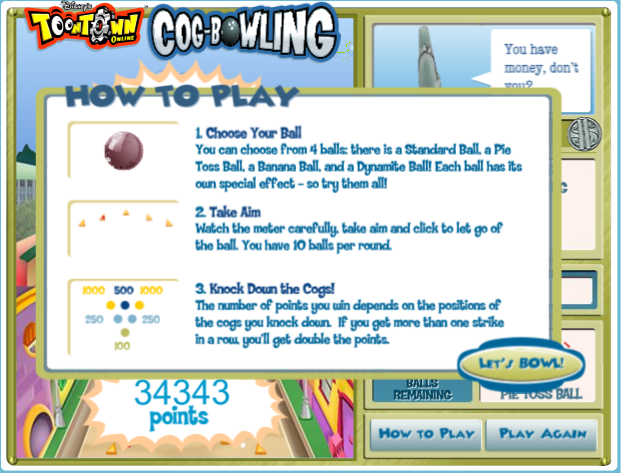 Disney's
TOONTOWN
ONLINE
COG-BOWLING
You have
money, don't
you?
HOW TO PLAY
1. Choose Your Ball
You can choose from 4 balls: there is a Standard Ball, a Pie
Toss Ball, a Banana Ball, and a Dynamite Ball! Each ball has its
own special effect - so try them all!
2. Take Aim
Watch the meter carefully, take aim and click to let go of
the ball. You have 10 balls per round.
1000 500 1000
250 250
100
3. Knock Down the Cogs!
The number of points you win depends on the positions of
the cogs you knock down. If you get more than one strike
in a row, you'll get double the points.
LET'S BOWL!
34343
points
BALLS
REMAINING
PIE TOSS BALL
HOW TO PLAY
PLAY AGAIN